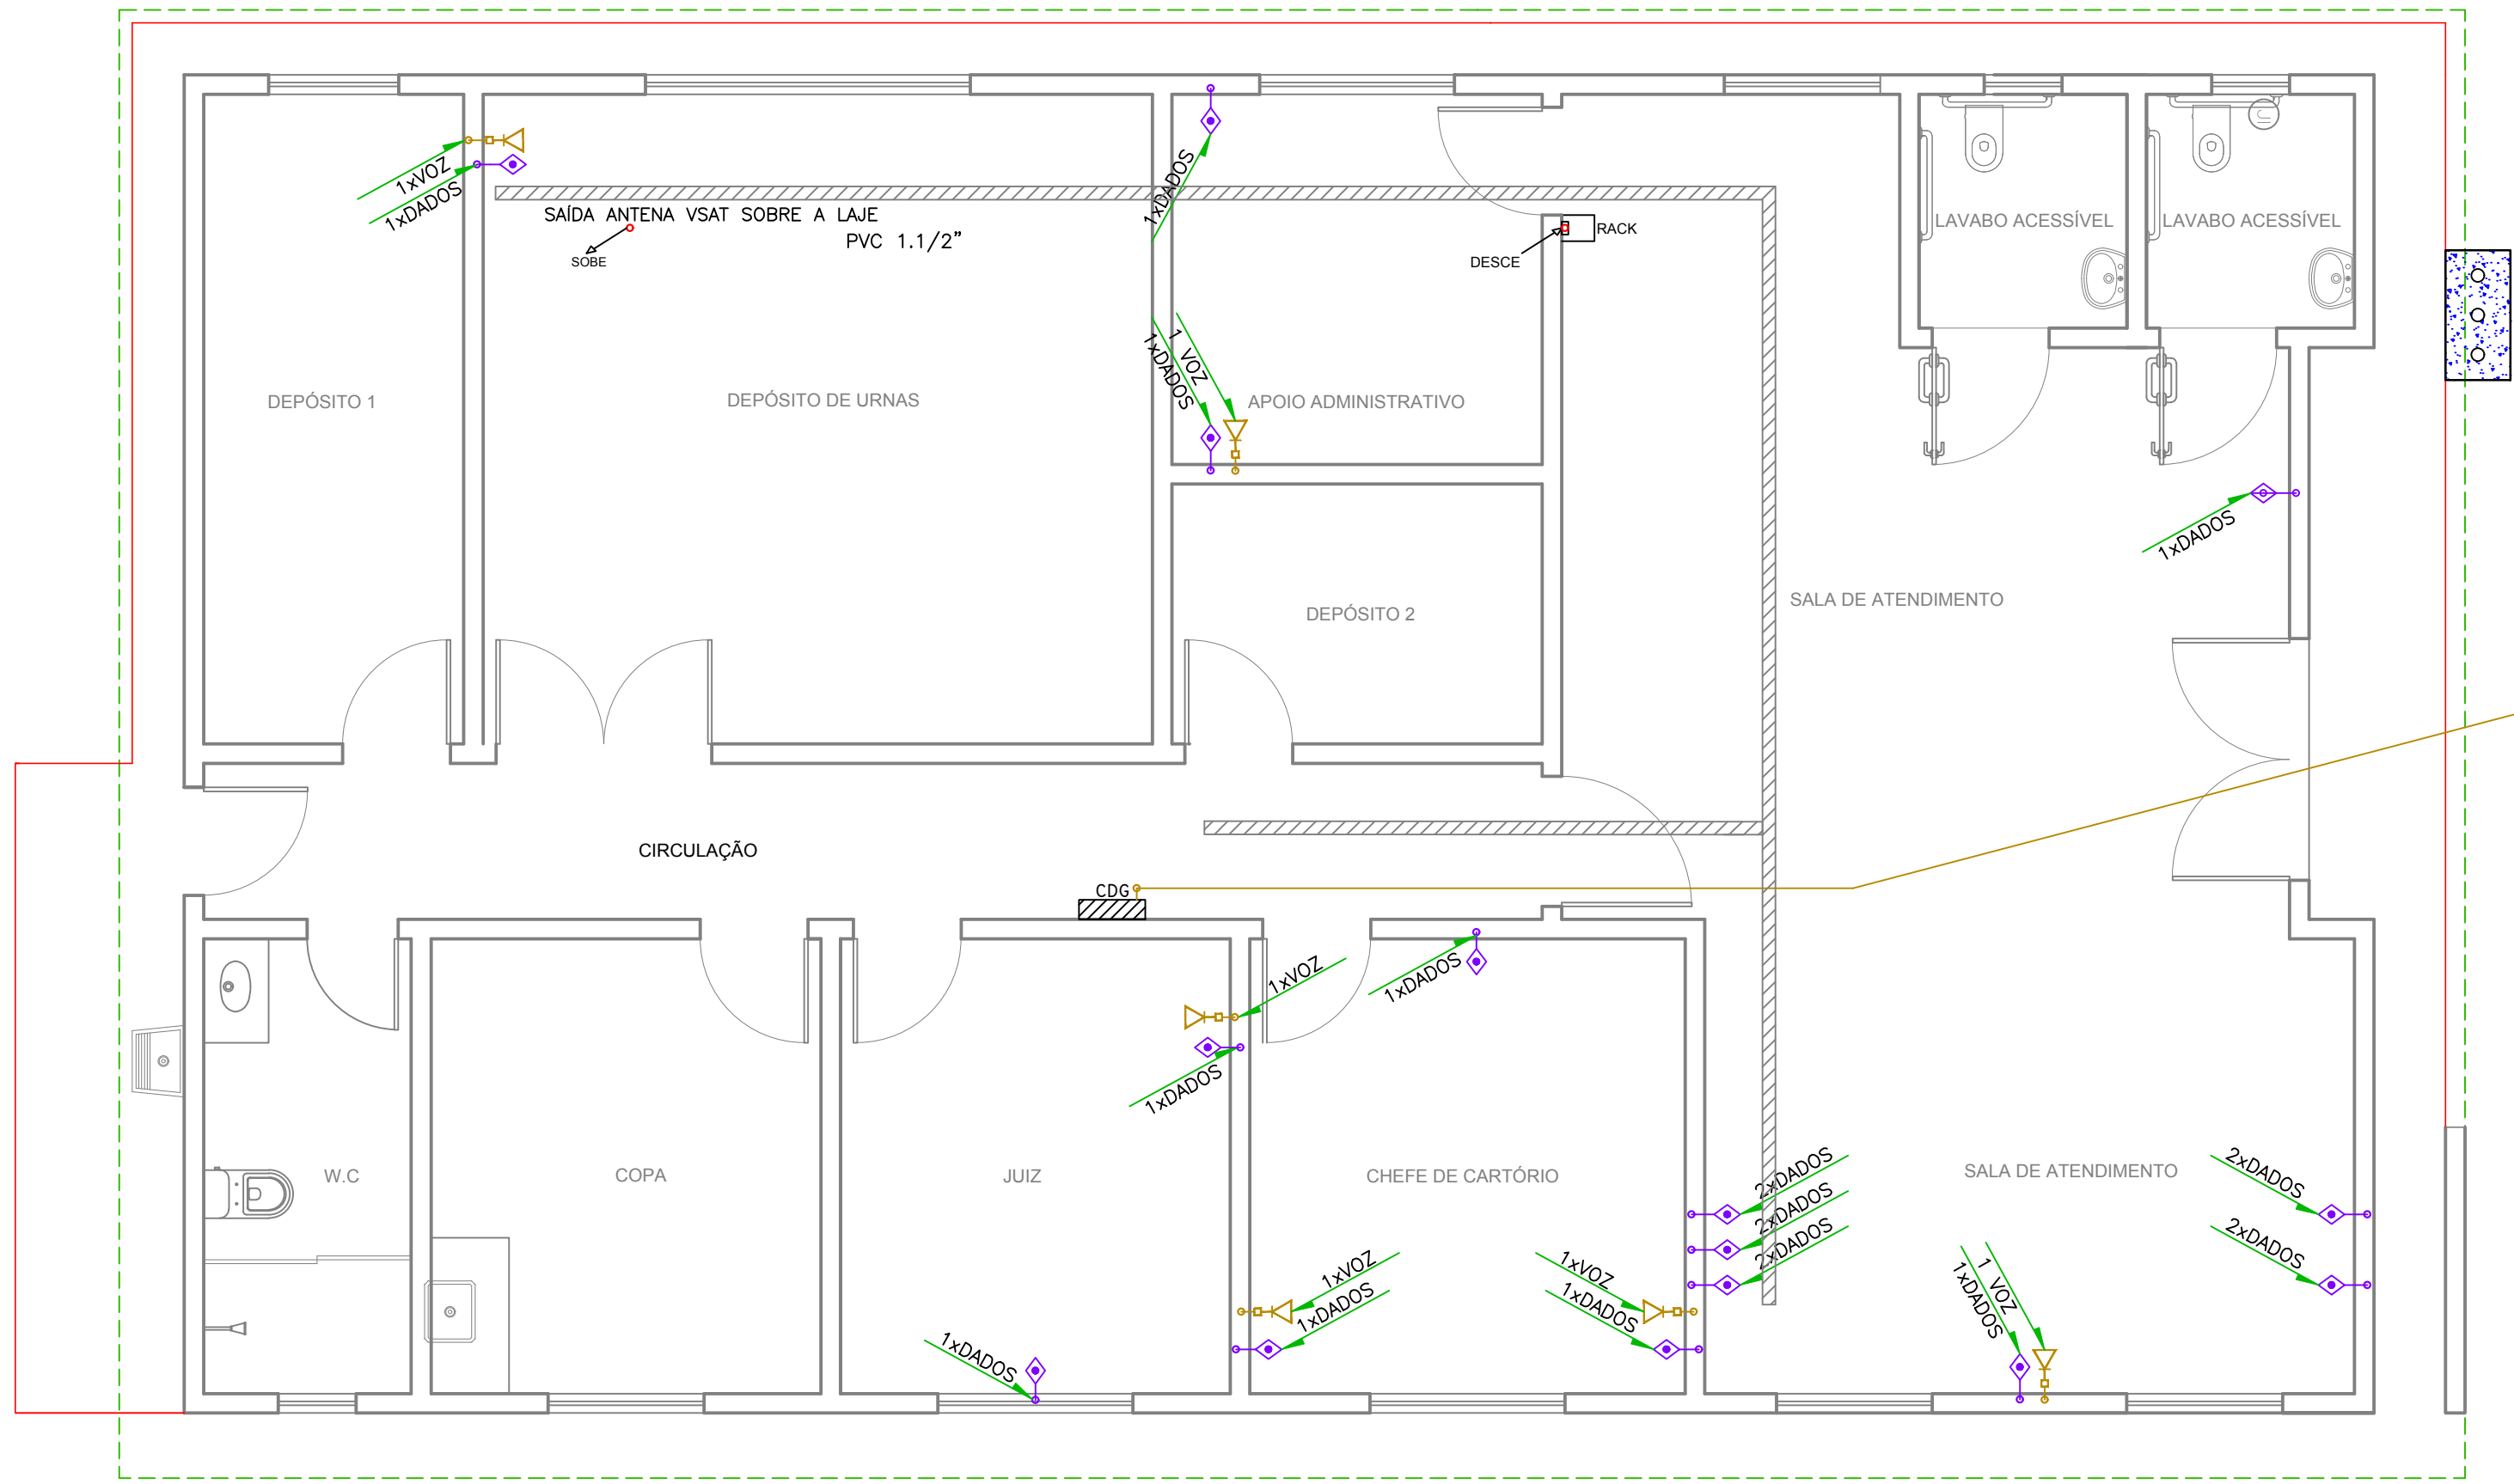 1xVOZ
1xDADOS
SAÍDA ANTENA VSAT SOBRE A LAJE
PVC 1.1/2"
SOBE
1xDADOS
DESCE
RACK
LAVABO ACESSÍVEL
LAVABO ACESSÍVEL
1 VOZ
1xDADOS
DEPÓSITO 1
DEPÓSITO DE URNAS
APOIO ADMINISTRATIVO
1xDADOS
DEPÓSITO 2
SALA DE ATENDIMENTO
CIRCULAÇÃO
CDG
1xVOZ
1xDADOS
1xDADOS
W.C
COPA
JUIZ
CHEFE DE CARTÓRIO
SALA DE ATENDIMENTO
2xDADOS
2xDADOS
2xDADOS
2xDADOS
2xDADOS
1xVOZ
1xDADOS
1xVOZ
1xDADOS
1 VOZ
1xDADOS
1xDADOS